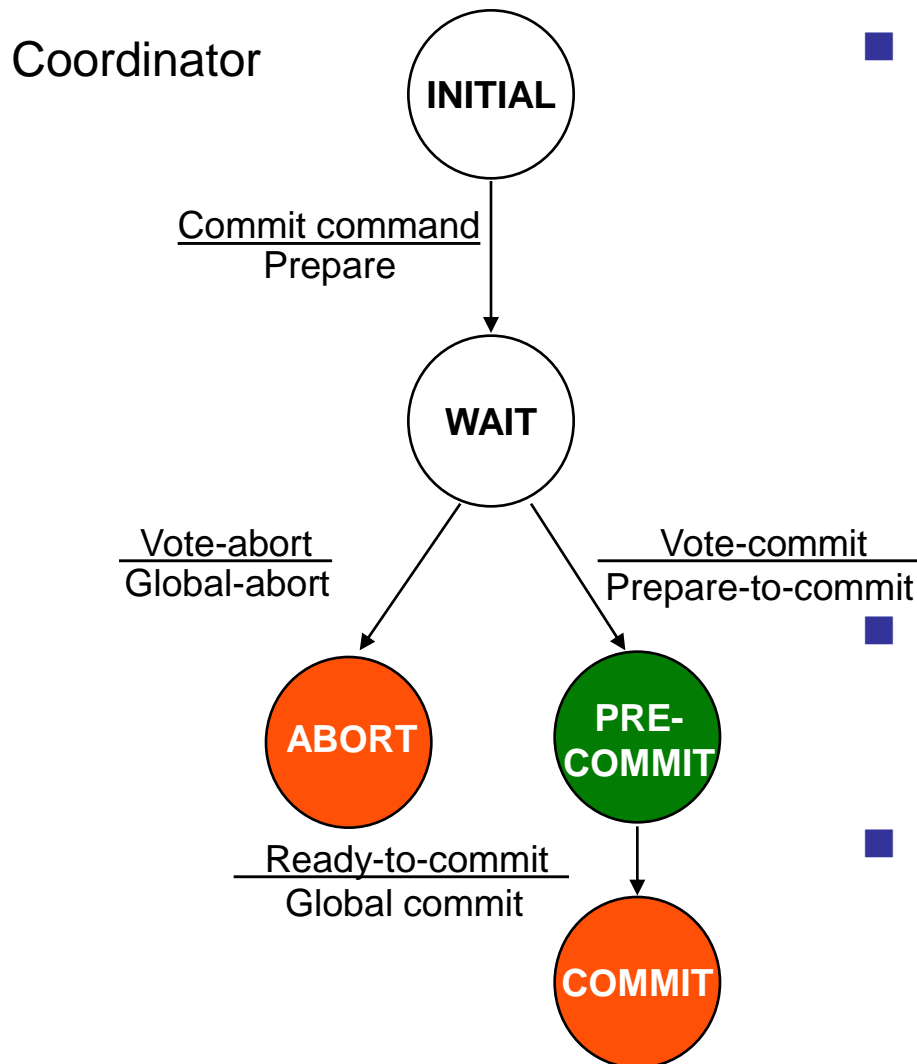 Coordinator
INITIAL
Commit command
Prepare
WAIT
Vote-abort
Global-abort
Vote-commit
Prepare-to-commit
ABORT
PRE-
COMMIT
Ready-to-commit
Global commit
COMMIT